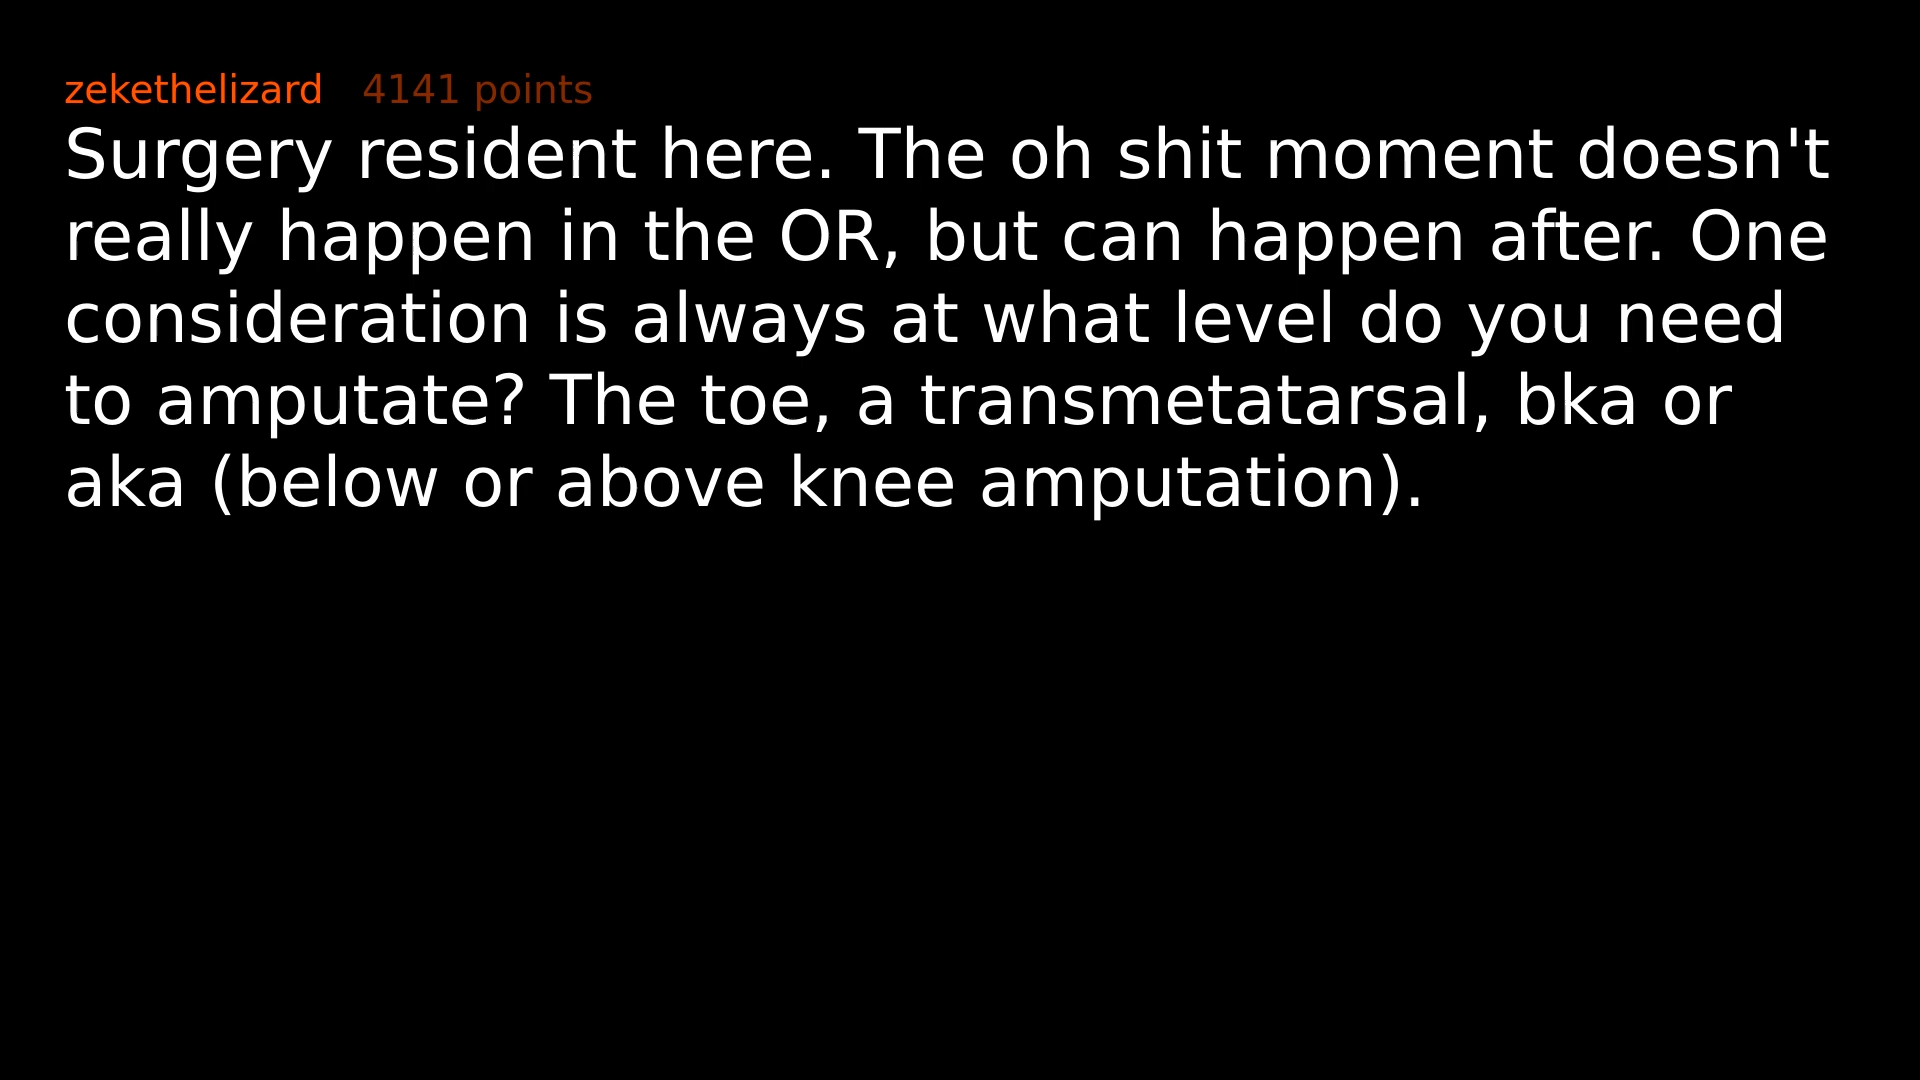 zekethelizard 4141 points
Surgery resident here. The oh shit moment doesn't
really happen in the OR, but can happen after. One
consideration is always at what level do you need
to amputate? The toe, a transmetatarsal, bka or
aka (below or above knee amputation).